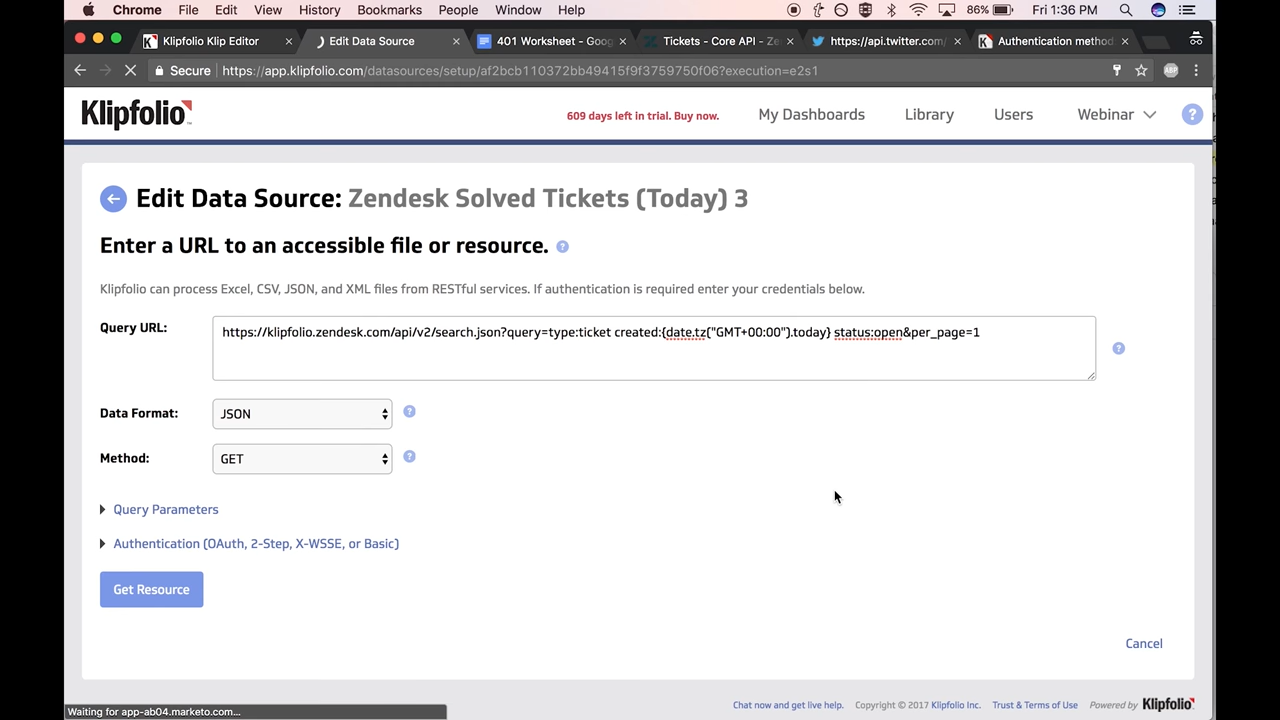 Chrome File Edit View History Bookmarks People Window Help 86% Fri 1:36 PM
Klipfolio Klip Editor × Edit Data Source × 401 Worksheet - Goog × Tickets - Core API - Ze × https://api.twitter.com/ × Authentication method ×
Secure https://app.klipfolio.com/datasources/setup/af2bcb110372bb49415f9f3759750f06?execution=e2s1 ABP
Klipfolio 609 days left in trial. Buy now. My Dashboards Library Users Webinar ?
Edit Data Source: Zendesk Solved Tickets (Today) 3
Enter a URL to an accessible file or resource. ?
Klipfolio can process Excel, CSV, JSON, and XML files from RESTful services. If authentication is required enter your credentials below.
Query URL: https://klipfolio.zendesk.com/api/v2/search.json?query=type:ticket created:{date.tz("GMT+00:00").today} status:open&per_page=1 ?
Data Format: JSON ?
Method: GET ?
Query Parameters
Authentication (OAuth, 2-Step, X-WSSE, or Basic)
Get Resource
Cancel
Chat now and get live help. Copyright © 2017 Klipfolio Inc. Trust & Terms of Use Powered by Klipfolio
Waiting for app-ab04.marketo.com...